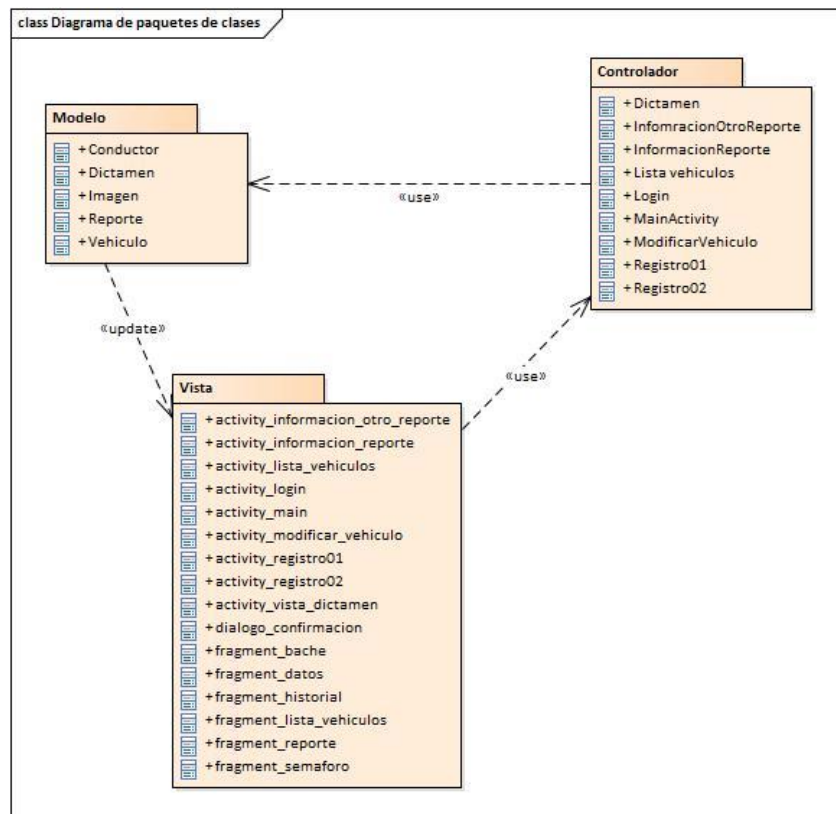 class Diagrama de paquetes de clases
Modelo
+Conductor
+Dictamen
+Imagen
+Reporte
+Vehiculo
Controlador
+Dictamen
+InfomracionOtroReporte
+InformacionReporte
+Lista vehiculos
+Login
+MainActivity
+ModificarVehiculo
+Registro01
+Registro02
«use»
«update»
«use»
Vista
+activity_informacion_otro_reporte
+activity_informacion_reporte
+activity_lista_vehiculos
+activity_login
+activity_main
+activity_modificar_vehiculo
+activity_registro01
+activity_registro02
+activity_vista_dictamen
+dialogo_confirmacion
+fragment_bache
+fragment_datos
+fragment_historial
+fragment_lista_vehiculos
+fragment_reporte
+fragment_semaforo